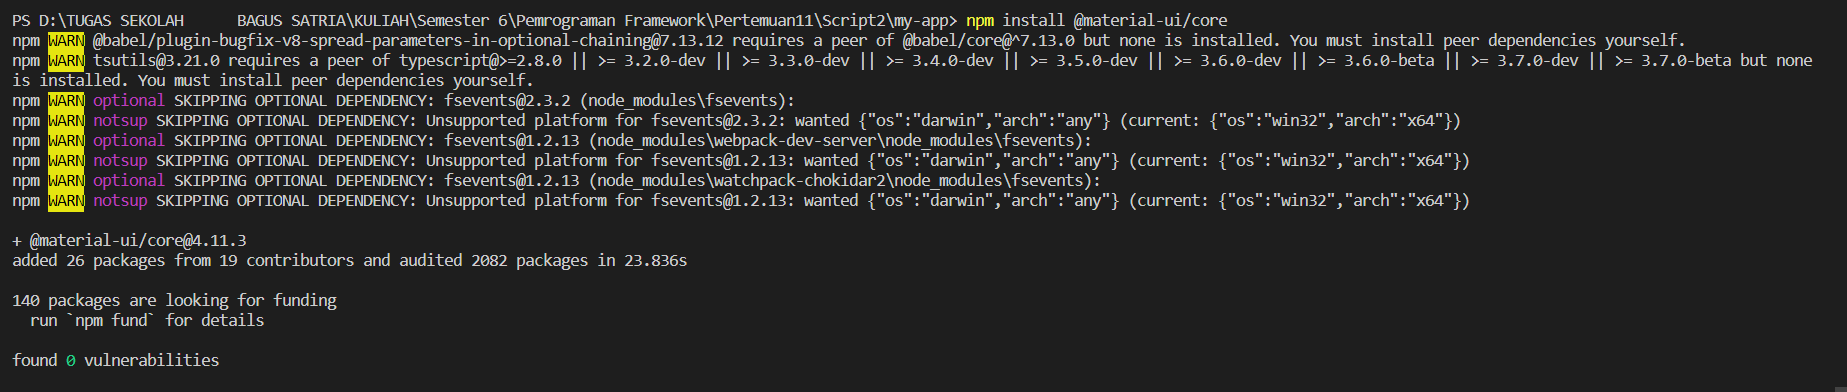 PS D:\TUGAS SEKOLAH      BAGUS SATRIA\KULIAH\Semester 6\Pemrograman Framework\Pertemuan11\Script2\my-app> npm install @material-ui/core
npm WARN @babel/plugin-bugfix-v8-spread-parameters-in-optional-chaining@7.13.12 requires a peer of @babel/core@^7.13.0 but none is installed. You must install peer dependencies yourself.
npm WARN tsutils@3.21.0 requires a peer of typescript@>=2.8.0 || >= 3.2.0-dev || >= 3.3.0-dev || >= 3.4.0-dev || >= 3.5.0-dev || >= 3.6.0-dev || >= 3.6.0-beta || >= 3.7.0-dev || >= 3.7.0-beta but none
is installed. You must install peer dependencies yourself.
npm WARN optional SKIPPING OPTIONAL DEPENDENCY: fsevents@2.3.2 (node_modules\fsevents):
npm WARN notsup SKIPPING OPTIONAL DEPENDENCY: Unsupported platform for fsevents@2.3.2: wanted {"os":"darwin","arch":"any"} (current: {"os":"win32","arch":"x64"})
npm WARN optional SKIPPING OPTIONAL DEPENDENCY: fsevents@1.2.13 (node_modules\webpack-dev-server\node_modules\fsevents):
npm WARN notsup SKIPPING OPTIONAL DEPENDENCY: Unsupported platform for fsevents@1.2.13: wanted {"os":"darwin","arch":"any"} (current: {"os":"win32","arch":"x64"})
npm WARN optional SKIPPING OPTIONAL DEPENDENCY: fsevents@1.2.13 (node_modules\watchpack-chokidar2\node_modules\fsevents):
npm WARN notsup SKIPPING OPTIONAL DEPENDENCY: Unsupported platform for fsevents@1.2.13: wanted {"os":"darwin","arch":"any"} (current: {"os":"win32","arch":"x64"})

+ @material-ui/core@4.11.3
added 26 packages from 19 contributors and audited 2082 packages in 23.836s

140 packages are looking for funding
  run `npm fund` for details

found 0 vulnerabilities